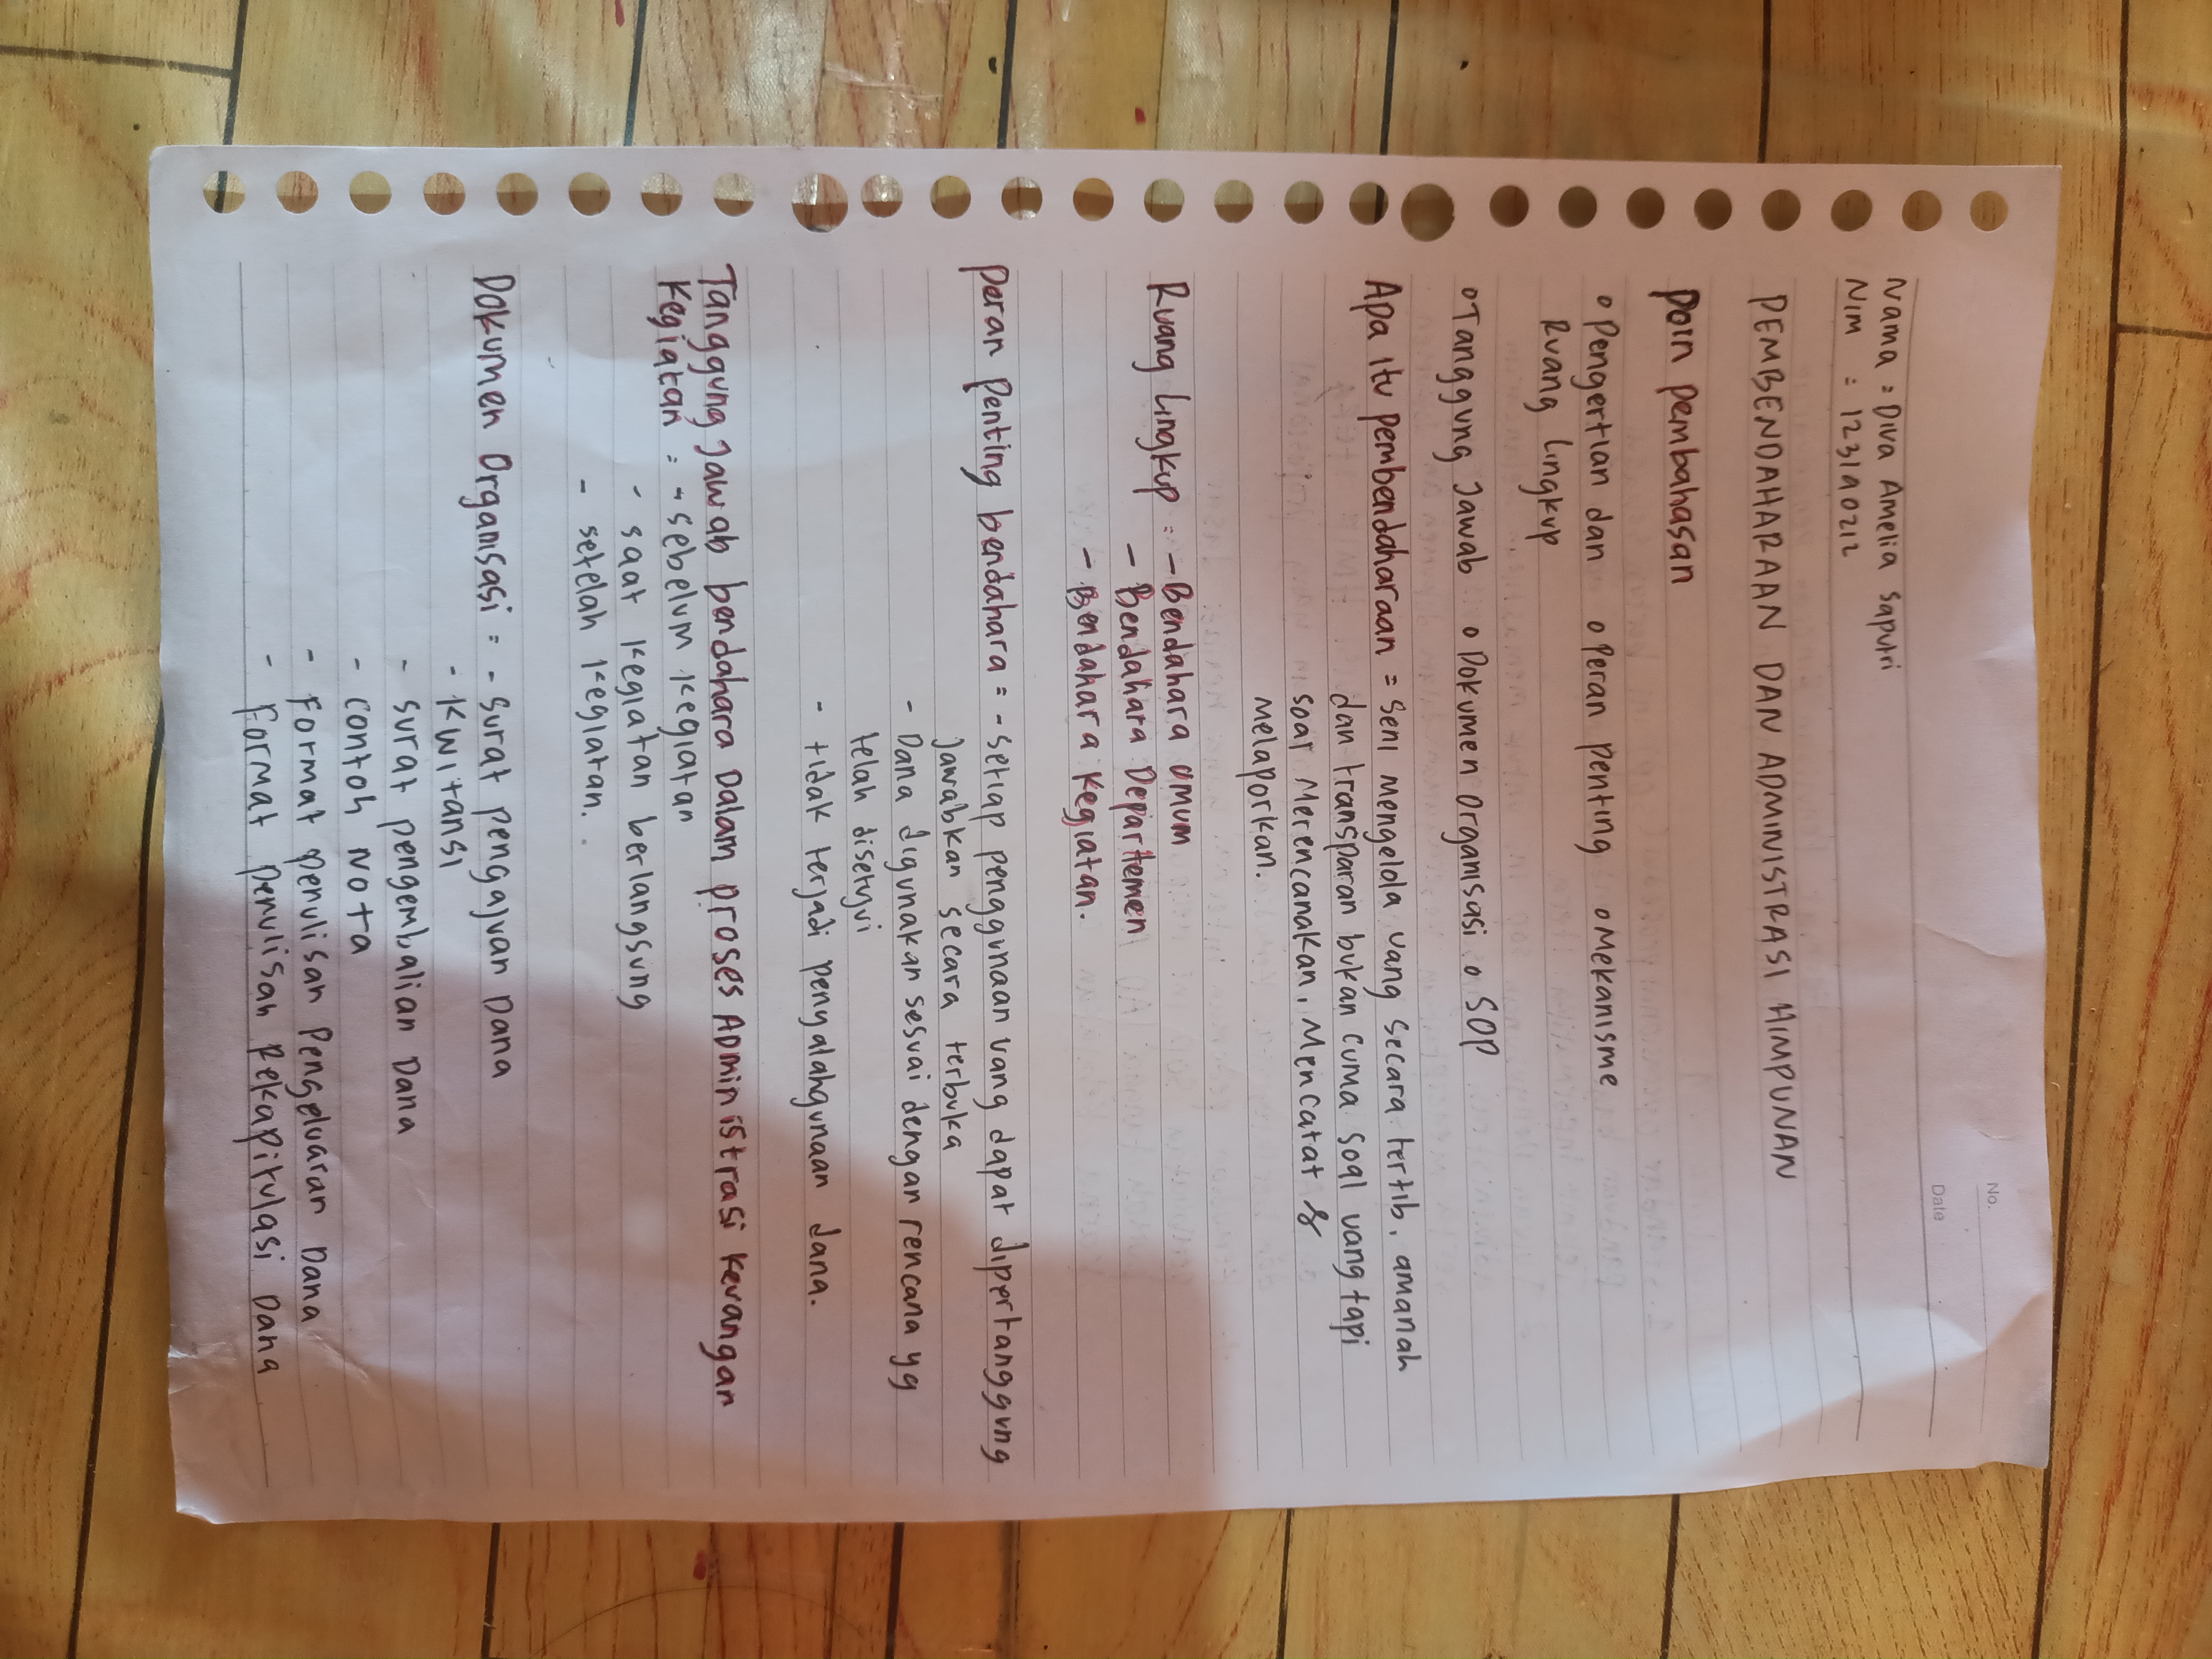 No.
Date
Nama : Diva Amelia Saputri
NIM : 123190212
PEMBENDAHARAAN DAN ADMINISTRASI HIMPUNAN
Poin Pembahasan
o Pengertian dan o Peran Penting o Mekanisme
Ruang Lingkup
o Tanggung Jawab o Dokumen Organisasi o SOP
Apa itu pembendaharaan = Seni mengelola uang secara tertib, amanah
dan transparan bukan cuma soal uang tapi
soal Merencanakan, Mencatat &
Melaporkan.
Ruang Lingkup : - Bendahara Umum
- Bendahara Departemen
- Bendahara Kegiatan.
Peran Penting bendahara = - setiap penggunaan uang dapat dipertanggung
Jawabkan secara terbuka
- Dana digunakan sesuai dengan rencana yg
telah disetujui
- tidak terjadi penyalahgunaan dana.
Tanggung Jawab bendahara Dalam proses Administrasi Keuangan
Kegiatan : - sebelum kegiatan
- saat kegiatan berlangsung
- setelah kegiatan.
Dokumen Organisasi : - Surat pengajuan Dana
- Kwitansi
- Surat pengembalian Dana
- Contoh Nota
- Format penulisan Pengeluaran Dana
- Format penulisan Rekapitulasi Dana